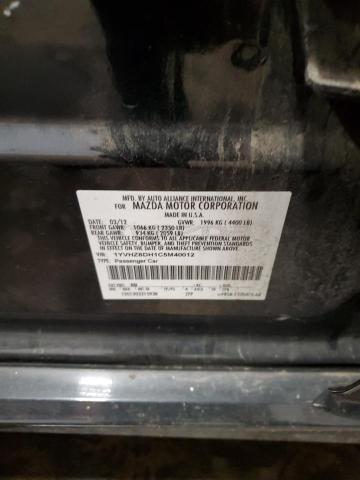 MFD. BY AUTO ALLIANCE INTERNATIONAL, INC
FOR MAZDA MOTOR CORPORATION
MADE IN U.S.A.
DATE: 03/12 GVWR: 1996 KG ( 4400 LB)
FRONT GAWR: 1066 KG ( 2350 LB)
REAR GAWR: 934 KG ( 2059 LB)
THIS VEHICLE CONFORMS TO ALL APPLICABLE FEDERAL MOTOR
VEHICLE SAFETY, BUMPER, AND THEFT PREVENTION
STANDARDS IN EFFECT ON THE DATE OF
MANUFACTURE SHOWN ABOVE.
VIN: 1YVHZ8DH1C5M40012
TYPE: Passenger Car